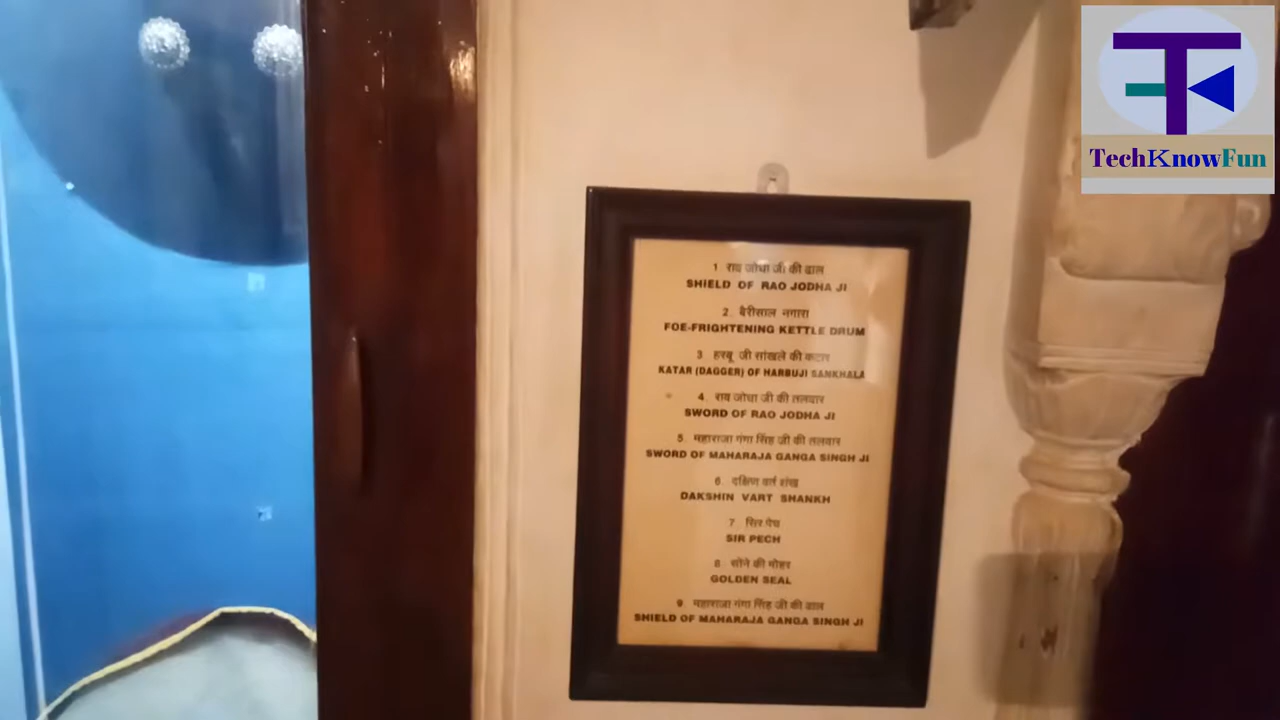 TechKnowFun
1 राव जोधा जी की ढाल
SHIELD OF RAO JODHA JI
2. बैरीसाल नगारा
FOE-FRIGHTENING KETTLE DRUM
3 हरबू जी सांखले की कटार
KATAR (DAGGER) OF HARBUJI SANKHALA
4. राव जोधा जी की तलवार
SWORD OF RAO JODHA JI
5. महाराजा गंगा सिंह जी की तलवार
SWORD OF MAHARAJA GANGA SINGH JI
6. दक्षिण वर्त शंख
DAKSHIN VART SHANKH
7 सिर पेच
SIR PECH
8. सोने की मोहर
GOLDEN SEAL
9 महाराजा गंगा सिंह जी की ढाल
SHIELD OF MAHARAJA GANGA SINGH JI